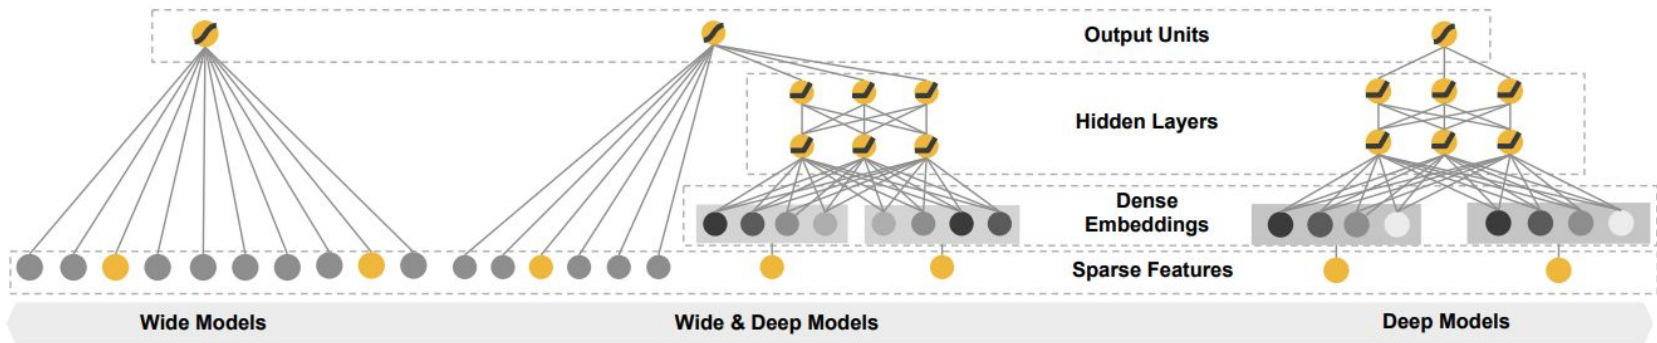 Output Units
Hidden Layers
Dense
Embeddings
Sparse Features
Wide Models
Wide & Deep Models
Deep Models